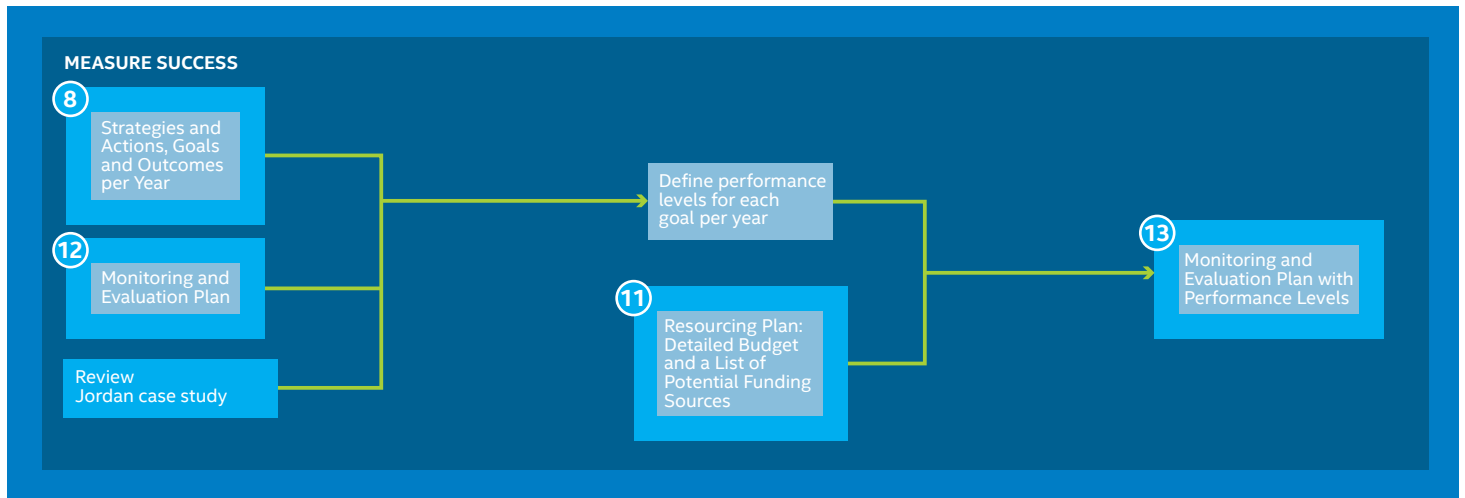 MEASURE SUCCESS
8
Strategies and
Actions, Goals
and Outcomes
per Year
12
Monitoring and
Evaluation Plan
Review
Jordan case study
Define performance
levels for each
goal per year
11
Resourcing Plan:
Detailed Budget
and a List of
Potential Funding
Sources
13
Monitoring and
Evaluation Plan with
Performance Levels